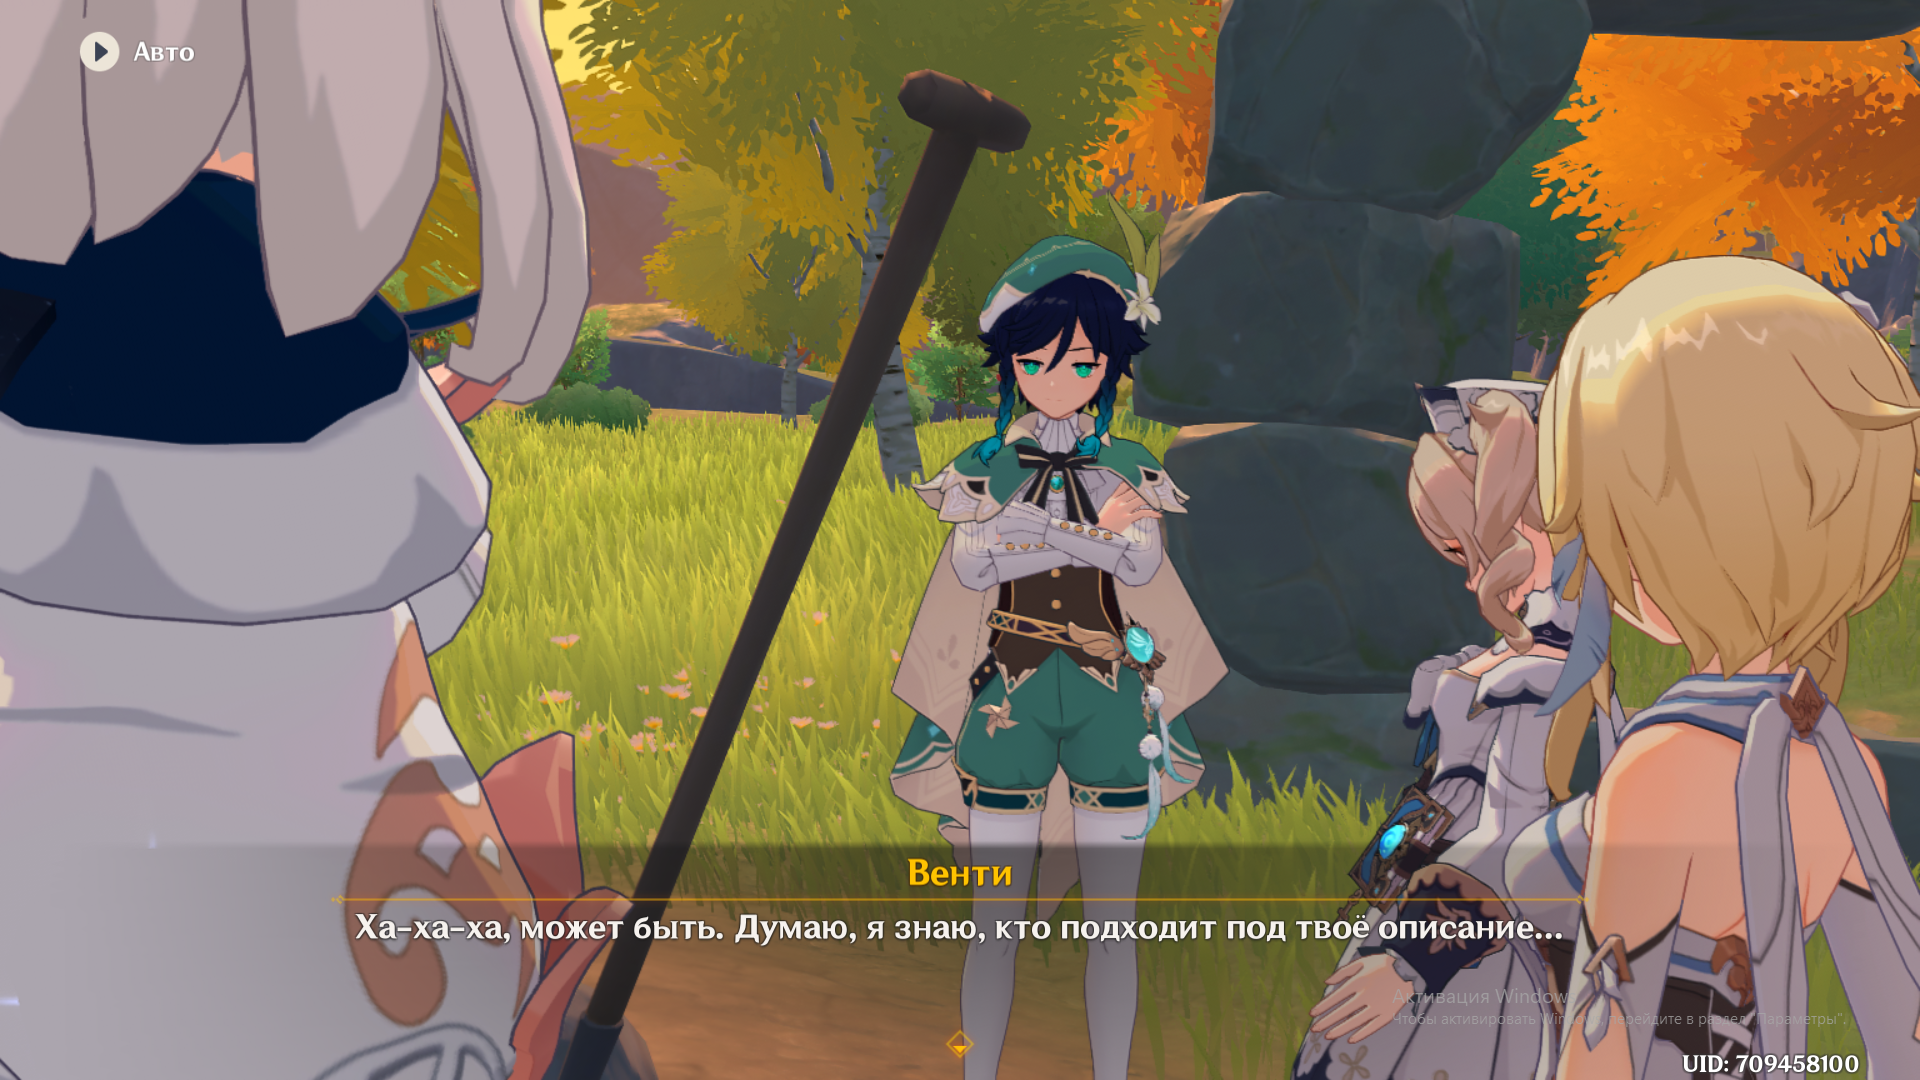 Авто
Венти
Ха-ха-ха, может быть. Думаю, я знаю, кто подходит под твоё описание...
Активация Windows
Чтобы активировать Windows, перейдите в раздел "Параметры".
UID: 709458100